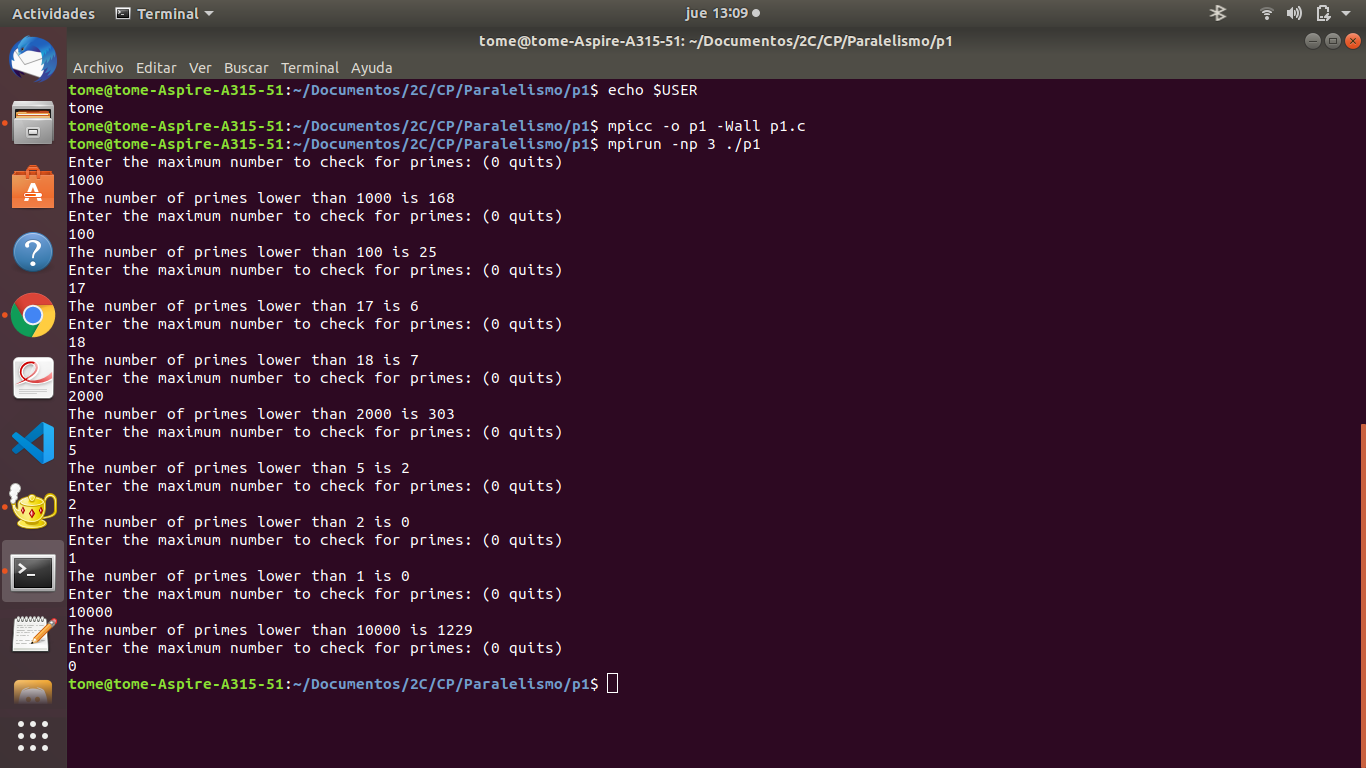 Actividades Terminal jue 13:09
tome@tome-Aspire-A315-51: ~/Documentos/2C/CP/Paralelismo/p1
Archivo Editar Ver Buscar Terminal Ayuda
tome@tome-Aspire-A315-51:~/Documentos/2C/CP/Paralelismo/p1$ echo $USER
tome
tome@tome-Aspire-A315-51:~/Documentos/2C/CP/Paralelismo/p1$ mpicc -o p1 -Wall p1.c
tome@tome-Aspire-A315-51:~/Documentos/2C/CP/Paralelismo/p1$ mpirun -np 3 ./p1
Enter the maximum number to check for primes: (0 quits)
1000
The number of primes lower than 1000 is 168
Enter the maximum number to check for primes: (0 quits)
100
The number of primes lower than 100 is 25
Enter the maximum number to check for primes: (0 quits)
17
The number of primes lower than 17 is 6
Enter the maximum number to check for primes: (0 quits)
18
The number of primes lower than 18 is 7
Enter the maximum number to check for primes: (0 quits)
2000
The number of primes lower than 2000 is 303
Enter the maximum number to check for primes: (0 quits)
5
The number of primes lower than 5 is 2
Enter the maximum number to check for primes: (0 quits)
2
The number of primes lower than 2 is 0
Enter the maximum number to check for primes: (0 quits)
1
The number of primes lower than 1 is 0
Enter the maximum number to check for primes: (0 quits)
10000
The number of primes lower than 10000 is 1229
Enter the maximum number to check for primes: (0 quits)
0
tome@tome-Aspire-A315-51:~/Documentos/2C/CP/Paralelismo/p1$